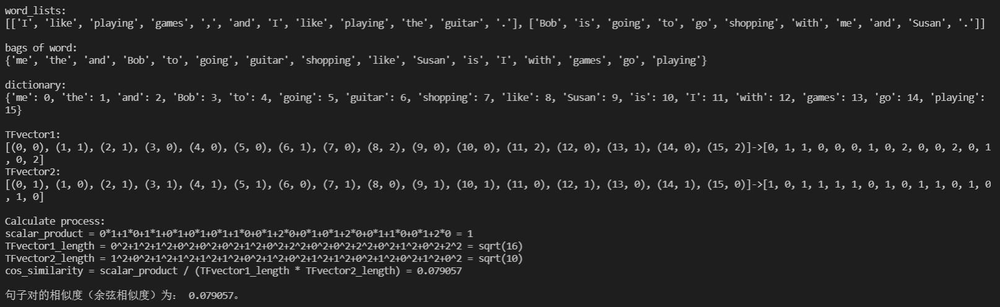 word_lists:
[['I', 'like', 'playing', 'games', ',', 'and', 'I', 'like', 'playing', 'the', 'guitar', '.'], ['Bob', 'is', 'going', 'to', 'go', 'shopping', 'with', 'me', 'and', 'Susan', '.']]
bags of word:
{'me', 'the', 'and', 'Bob', 'to', 'going', 'guitar', 'shopping', 'like', 'Susan', 'is', 'I', 'with', 'games', 'go', 'playing'}
dictionary:
{'me': 0, 'the': 1, 'and': 2, 'Bob': 3, 'to': 4, 'going': 5, 'guitar': 6, 'shopping': 7, 'like': 8, 'Susan': 9, 'is': 10, 'I': 11, 'with': 12, 'games': 13, 'go': 14, 'playing':
15}
TFvector1:
[(0, 0), (1, 1), (2, 1), (3, 0), (4, 0), (5, 0), (6, 1), (7, 0), (8, 2), (9, 0), (10, 0), (11, 2), (12, 0), (13, 1), (14, 0), (15, 2)]->[0, 1, 1, 0, 0, 0, 1, 0, 2, 0, 0, 2, 0, 1
, 0, 2]
TFvector2:
[(0, 1), (1, 0), (2, 1), (3, 1), (4, 1), (5, 1), (6, 0), (7, 1), (8, 0), (9, 1), (10, 1), (11, 0), (12, 1), (13, 0), (14, 1), (15, 0)]->[1, 0, 1, 1, 1, 1, 0, 1, 0, 1, 1, 0, 1, 0
, 1, 0]
Calculate process:
scalar_product = 0*1+1*0+1*1+0*1+0*1+0*1+1*0+0*1+2*0+0*1+0*1+2*0+0*1+1*0+0*1+2*0 = 1
TFvector1_length = 0^2+1^2+1^2+0^2+0^2+0^2+1^2+0^2+2^2+0^2+0^2+2^2+0^2+1^2+0^2+2^2 = sqrt(16)
TFvector2_length = 1^2+0^2+1^2+1^2+1^2+1^2+0^2+1^2+0^2+1^2+1^2+0^2+1^2+0^2+1^2+0^2 = sqrt(10)
cos_similarity = scalar_product / (TFvector1_length * TFvector2_length) = 0.079057
句子对的相似度（余弦相似度）为： 0.079057。